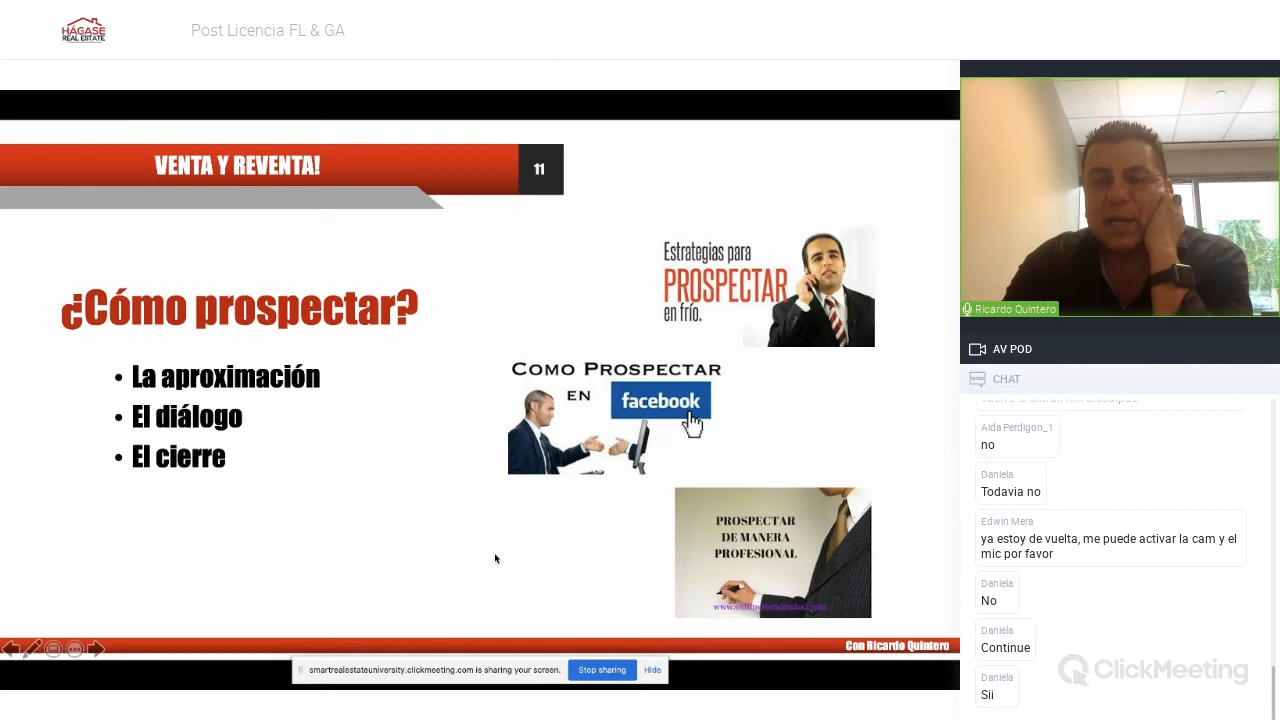 HÁGASE
REAL ESTATE
Post Licencia FL & GA
VENTA Y REVENTA!
11
¿Cómo prospectar?
• La aproximación
• El diálogo
• El cierre
Estrategias para
PROSPECTAR
en frío.
COMO PROSPECTAR
EN
facebook
PROSPECTAR
DE MANERA
PROFESIONAL
Con Ricardo Quintero
smartrealestateuniversity.clickmeeting.com is sharing your screen.
Stop sharing
Hide
Ricardo Quintero
AV POD
CHAT
Aida Perdigon_1
no
Daniela
Todavia no
Edwin Mera
ya estoy de vuelta, me puede activar la cam y el
mic por favor
Daniela
No
Daniela
Continue
Daniela
Sii
ClickMeeting